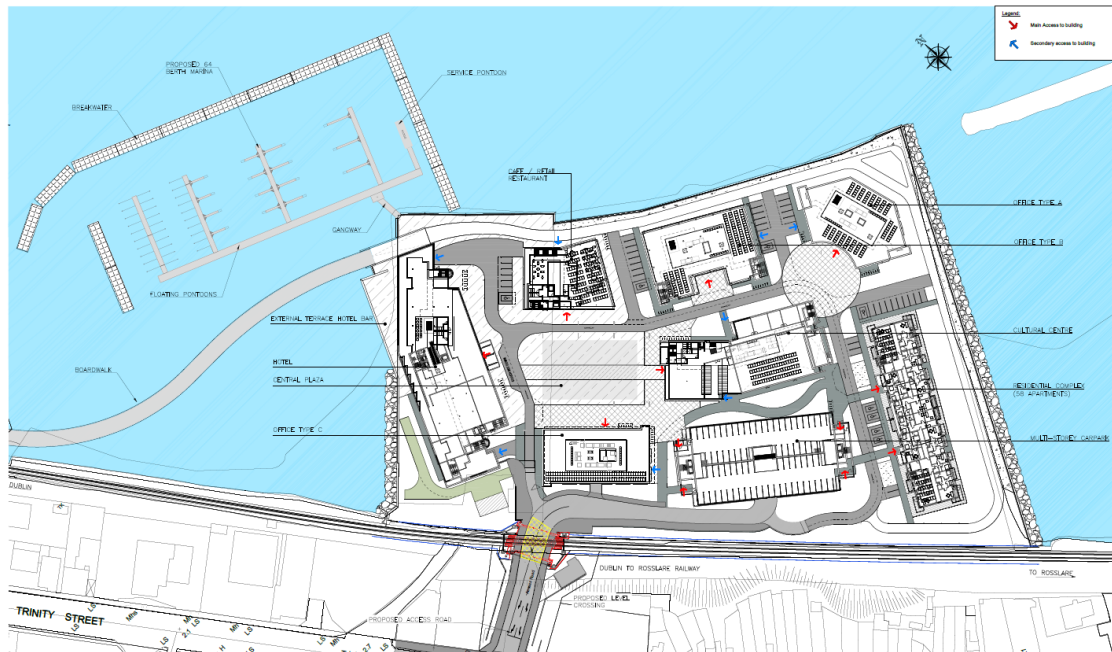 Legend:
Main Access to building
Secondary access to building
PROPOSED 64
BERTH MARINA
SERVICE PONTOON
BREAKWATER
CAFE / RETAIL
RESTAURANT
OFFICE TYPE A
GANGWAY
OFFICE TYPE B
FLOATING PONTOONS
EXTERNAL TERRACE HOTEL BAR
CULTURAL CENTRE
HOTEL
BOARDWALK
CENTRAL PLAZA
RESIDENTIAL COMPLEX
(58 APARTMENTS)
OFFICE TYPE C
MULTI-STOREY CARPARK
DUBLIN
DUBLIN TO ROSSLARE RAILWAY
TO ROSSLARE
PROPOSED LEVEL
CROSSING
TRINITY STREET
PROPOSED ACCESS ROAD